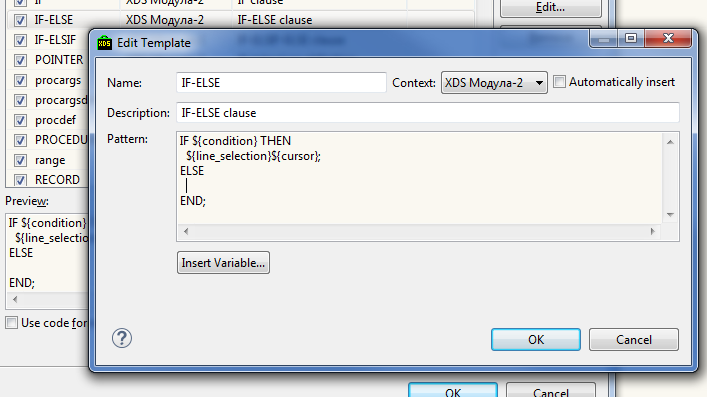 IF XDS Модула-2 IF clause
IF-ELSE XDS Модула-2 IF-ELSE clause
Edit...
IF-ELSIF
POINTER
procargs
procargsd
procdef
PROCEDU
range
RECORD
Preview:
IF ${condition}
${line_selection
ELSE
END;
Use code for
OK Cancel
Edit Template
Name: IF-ELSE Context: XDS Модула-2 Automatically insert
Description: IF-ELSE clause
Pattern: IF ${condition} THEN
${line_selection}${cursor};
ELSE
END;
Insert Variable...
? OK Cancel